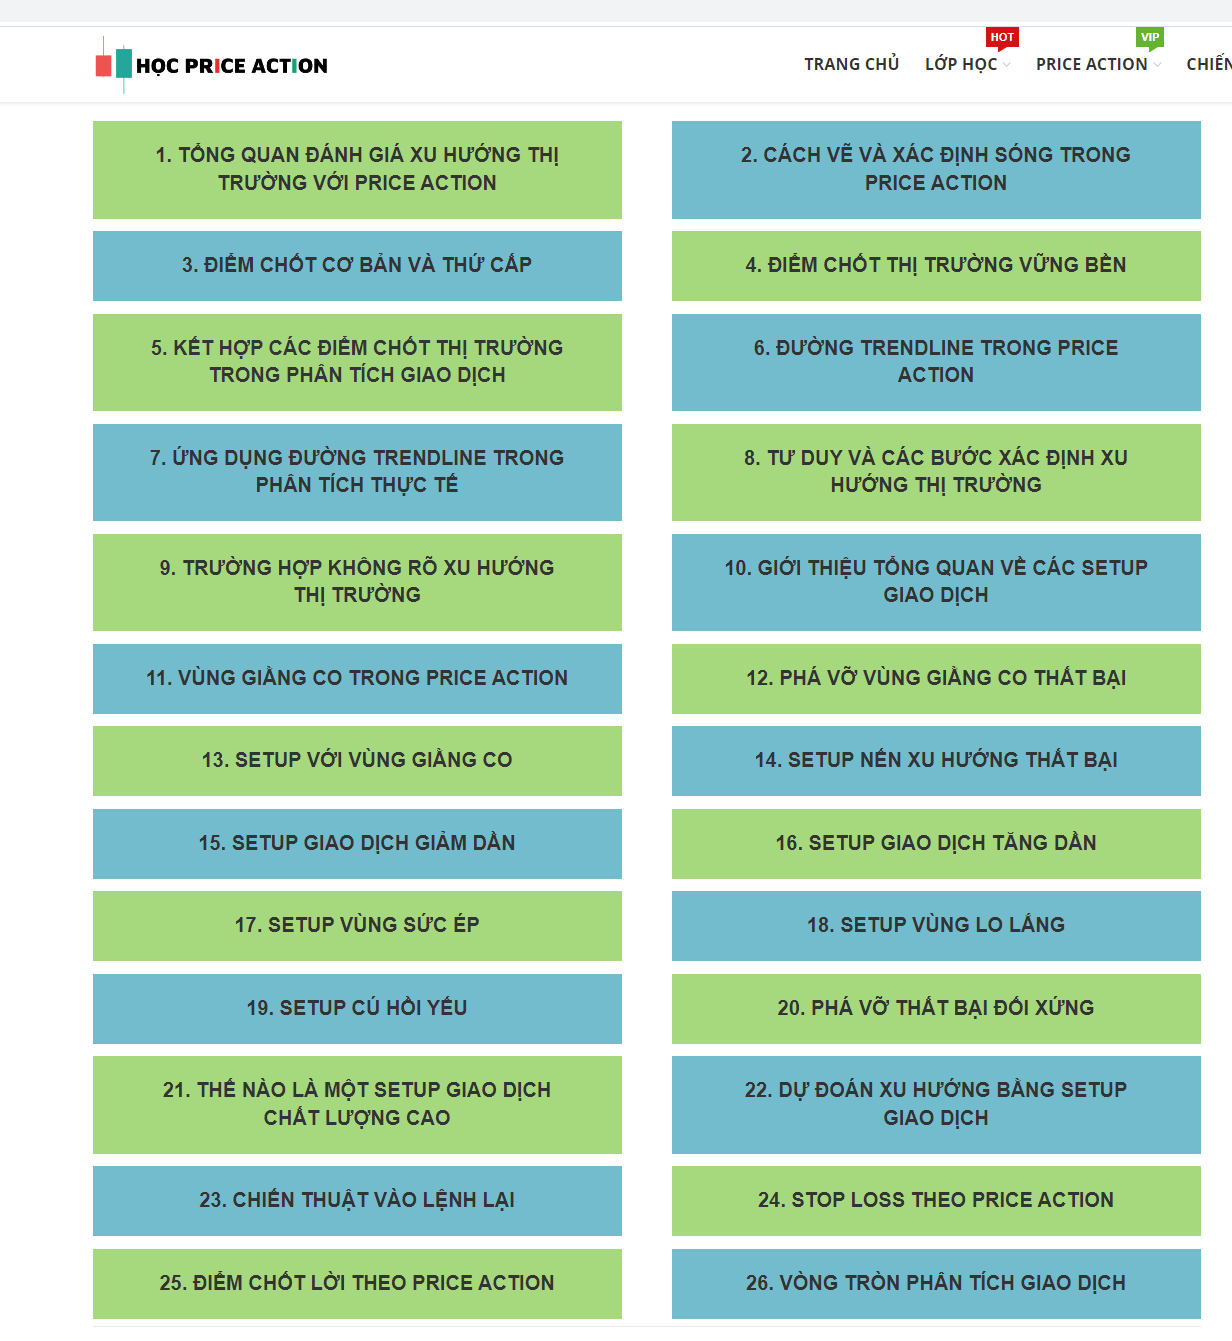 HOT
VIP
HỌC PRICE ACTION
TRANG CHỦ LỚP HỌC PRICE ACTION CHIẾN
1. TỔNG QUAN ĐÁNH GIÁ XU HƯỚNG THỊ
TRƯỜNG VỚI PRICE ACTION
2. CÁCH VẼ VÀ XÁC ĐỊNH SÓNG TRONG
PRICE ACTION
3. ĐIỂM CHỐT CƠ BẢN VÀ THỨ CẤP
4. ĐIỂM CHỐT THỊ TRƯỜNG VỮNG BỀN
5. KẾT HỢP CÁC ĐIỂM CHỐT THỊ TRƯỜNG
TRONG PHÂN TÍCH GIAO DỊCH
6. ĐƯỜNG TRENDLINE TRONG PRICE
ACTION
7. ỨNG DỤNG ĐƯỜNG TRENDLINE TRONG
PHÂN TÍCH THỰC TẾ
8. TƯ DUY VÀ CÁC BƯỚC XÁC ĐỊNH XU
HƯỚNG THỊ TRƯỜNG
9. TRƯỜNG HỢP KHÔNG RÕ XU HƯỚNG
THỊ TRƯỜNG
10. GIỚI THIỆU TỔNG QUAN VỀ CÁC SETUP
GIAO DỊCH
11. VÙNG GIẰNG CO TRONG PRICE ACTION
12. PHÁ VỠ VÙNG GIẰNG CO THẤT BẠI
13. SETUP VỚI VÙNG GIẰNG CO
14. SETUP NẾN XU HƯỚNG THẤT BẠI
15. SETUP GIAO DỊCH GIẢM DẦN
16. SETUP GIAO DỊCH TĂNG DẦN
17. SETUP VÙNG SỨC ÉP
18. SETUP VÙNG LO LẮNG
19. SETUP CÚ HỒI YẾU
20. PHÁ VỠ THẤT BẠI ĐỐI XỨNG
21. THẾ NÀO LÀ MỘT SETUP GIAO DỊCH
CHẤT LƯỢNG CAO
22. DỰ ĐOÁN XU HƯỚNG BẰNG SETUP
GIAO DỊCH
23. CHIẾN THUẬT VÀO LỆNH LẠI
24. STOP LOSS THEO PRICE ACTION
25. ĐIỂM CHỐT LỜI THEO PRICE ACTION
26. VÒNG TRÒN PHÂN TÍCH GIAO DỊCH